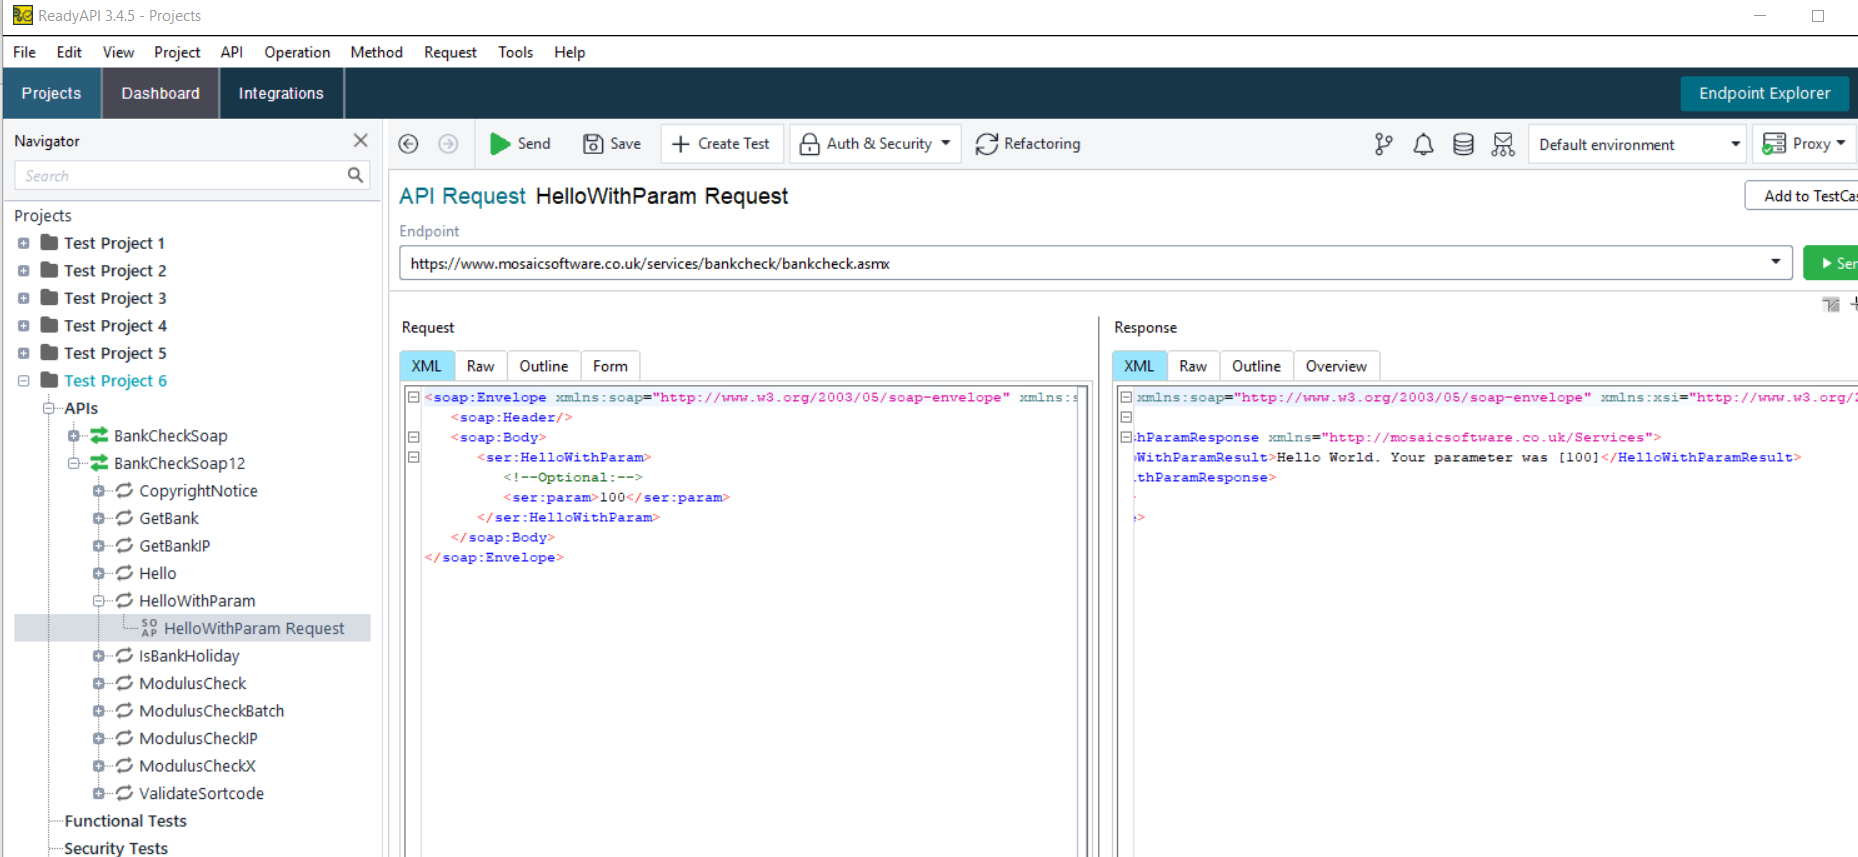 ReadyAPI 3.4.5 - Projects
File Edit View Project API Operation Method Request Tools Help
Projects Dashboard Integrations Endpoint Explorer
Navigator
Search
Projects
Test Project 1
Test Project 2
Test Project 3
Test Project 4
Test Project 5
Test Project 6
APIs
BankCheckSoap
BankCheckSoap12
CopyrightNotice
GetBank
GetBankIP
Hello
HelloWithParam
SO AP HelloWithParam Request
IsBankHoliday
ModulusCheck
ModulusCheckBatch
ModulusCheckIP
ModulusCheckX
ValidateSortcode
Functional Tests
Security Tests
Send Save Create Test Auth & Security Refactoring Default environment Proxy
API Request HelloWithParam Request
Add to TestCas
Endpoint
https://www.mosaicsoftware.co.uk/services/bankcheck/bankcheck.asmx
Ser
Request
XML Raw Outline Form
<soap:Envelope xmlns:soap="http://www.w3.org/2003/05/soap-envelope" xmlns:s
<soap:Header/>
<soap:Body>
<ser:HelloWithParam>
<!--Optional:-->
<ser:param>100</ser:param>
</ser:HelloWithParam>
</soap:Body>
</soap:Envelope>
Response
XML Raw Outline Overview
xmlns:soap="http://www.w3.org/2003/05/soap-envelope" xmlns:xsi="http://www.w3.org/2
hParamResponse xmlns="http://mosaicsoftware.co.uk/Services">
WithParamResult>Hello World. Your parameter was [100]</HelloWithParamResult>
thParamResponse>
>
>